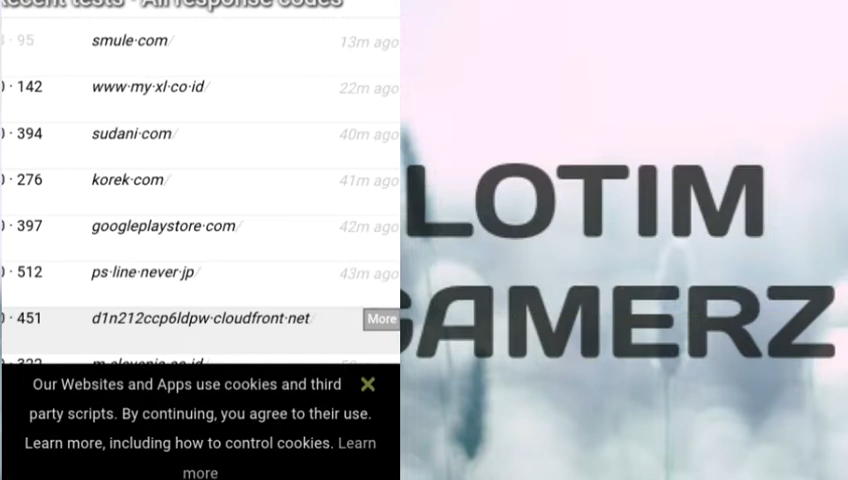 Recent tests · All response codes
95 smule·com/ 13m ago
· 142 www·my·xl·co·id/ 22m ago
· 394 sudani·com/ 40m ago
· 276 korek·com/ 41m ago
· 397 googleplaystore·com/ 42m ago
· 512 ps·line·never·jp/ 43m ago
· 451 d1n212ccp6ldpw·cloudfront·net/ More
Our Websites and Apps use cookies and third
party scripts. By continuing, you agree to their use.
Learn more, including how to control cookies. Learn
more
LOTIM
GAMERZ